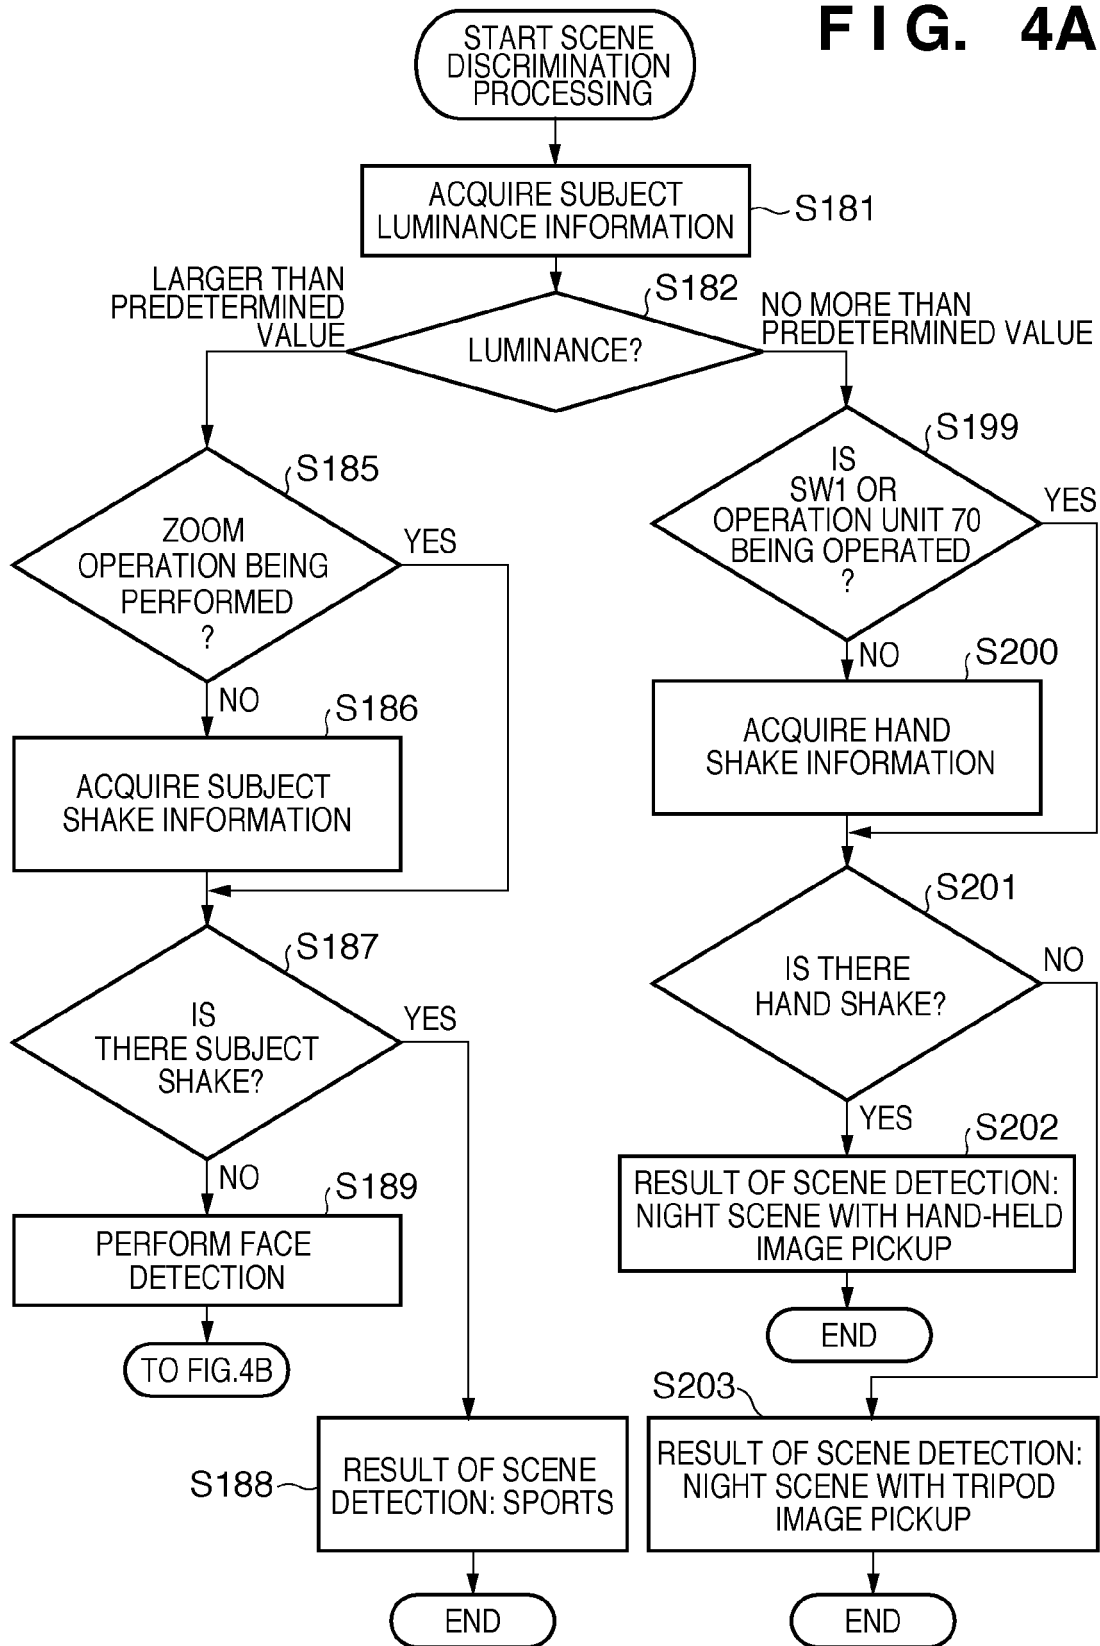 FIG. 4A
START SCENE
DISCRIMINATION
PROCESSING
ACQUIRE SUBJECT
LUMINANCE INFORMATION
S181
LARGER THAN
PREDETERMINED
VALUE
S182
LUMINANCE?
NO MORE THAN
PREDETERMINED VALUE
S185
ZOOM
OPERATION BEING
PERFORMED
?
YES
NO
S186
ACQUIRE SUBJECT
SHAKE INFORMATION
S187
IS
THERE SUBJECT
SHAKE?
YES
NO
S189
PERFORM FACE
DETECTION
TO FIG.4B
S188
RESULT OF SCENE
DETECTION: SPORTS
END
S199
IS
SW1 OR
OPERATION UNIT 70
BEING OPERATED
?
YES
NO
S200
ACQUIRE HAND
SHAKE INFORMATION
S201
IS THERE
HAND SHAKE?
NO
YES
S202
RESULT OF SCENE DETECTION:
NIGHT SCENE WITH HAND-HELD
IMAGE PICKUP
END
S203
RESULT OF SCENE DETECTION:
NIGHT SCENE WITH TRIPOD
IMAGE PICKUP
END